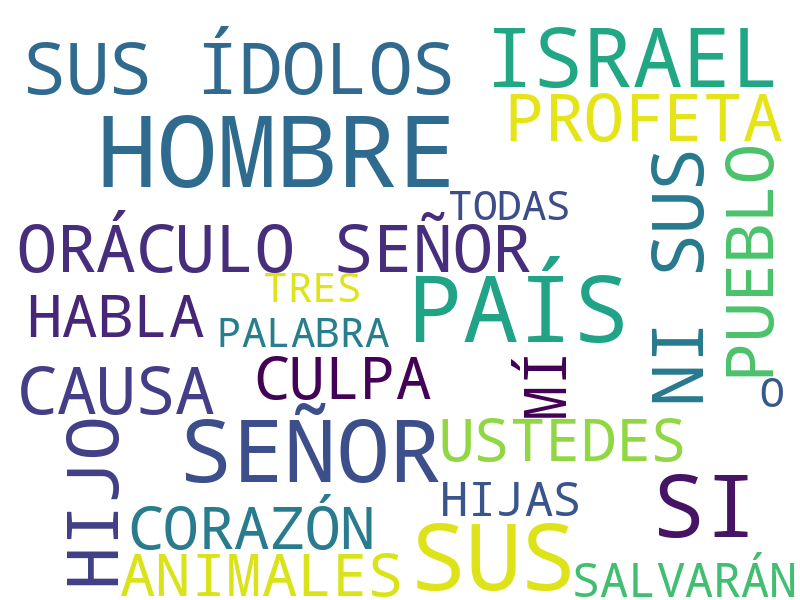 SUS ÍDOLOS
ISRAEL
PROFETA
HOMBRE
TODAS
NI SUS
PUEBLO
ORÁCULO SEÑOR
TRES
PAÍS
HABLA
PALABRA
CULPA
MÍ
CAUSA
O
SEÑOR
HIJO
USTEDES
HIJAS
SI
CORAZÓN
SUS
ANIMALES
SALVARÁN